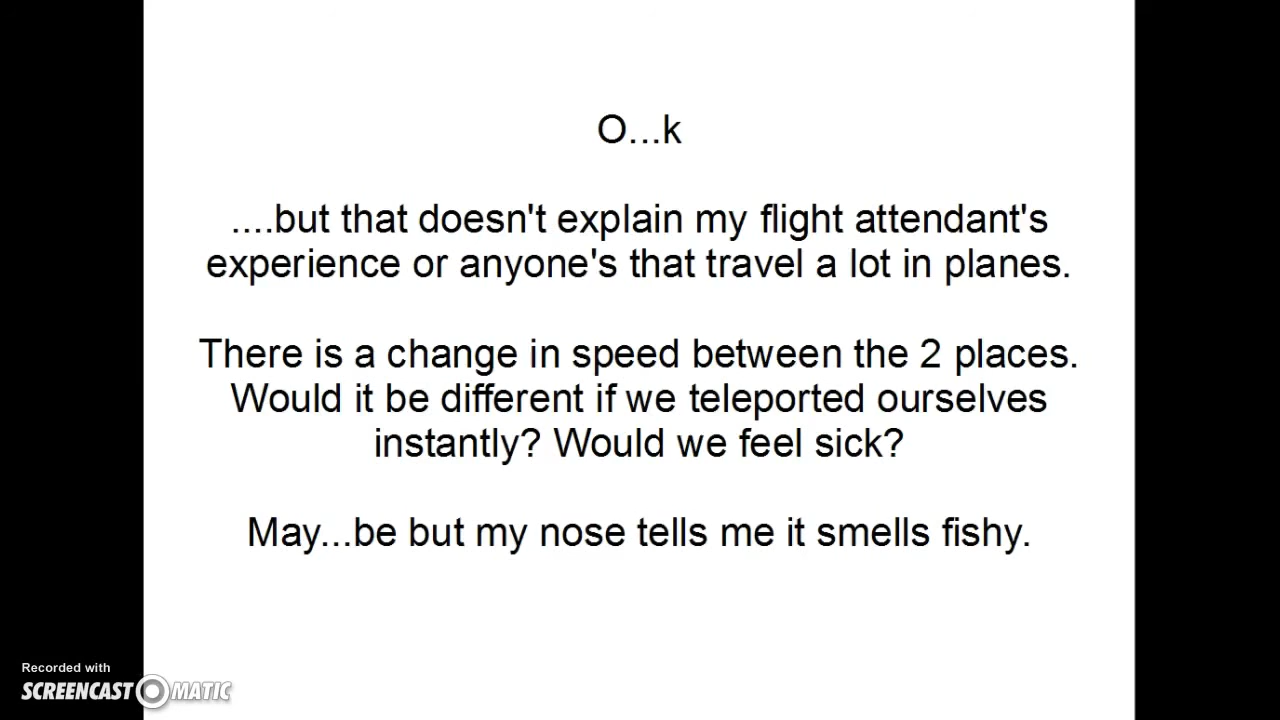 O...k
....but that doesn't explain my flight attendant's
experience or anyone's that travel a lot in planes.
There is a change in speed between the 2 places.
Would it be different if we teleported ourselves
instantly? Would we feel sick?
May...be but my nose tells me it smells fishy.
Recorded with
SCREENCAST O MATIC